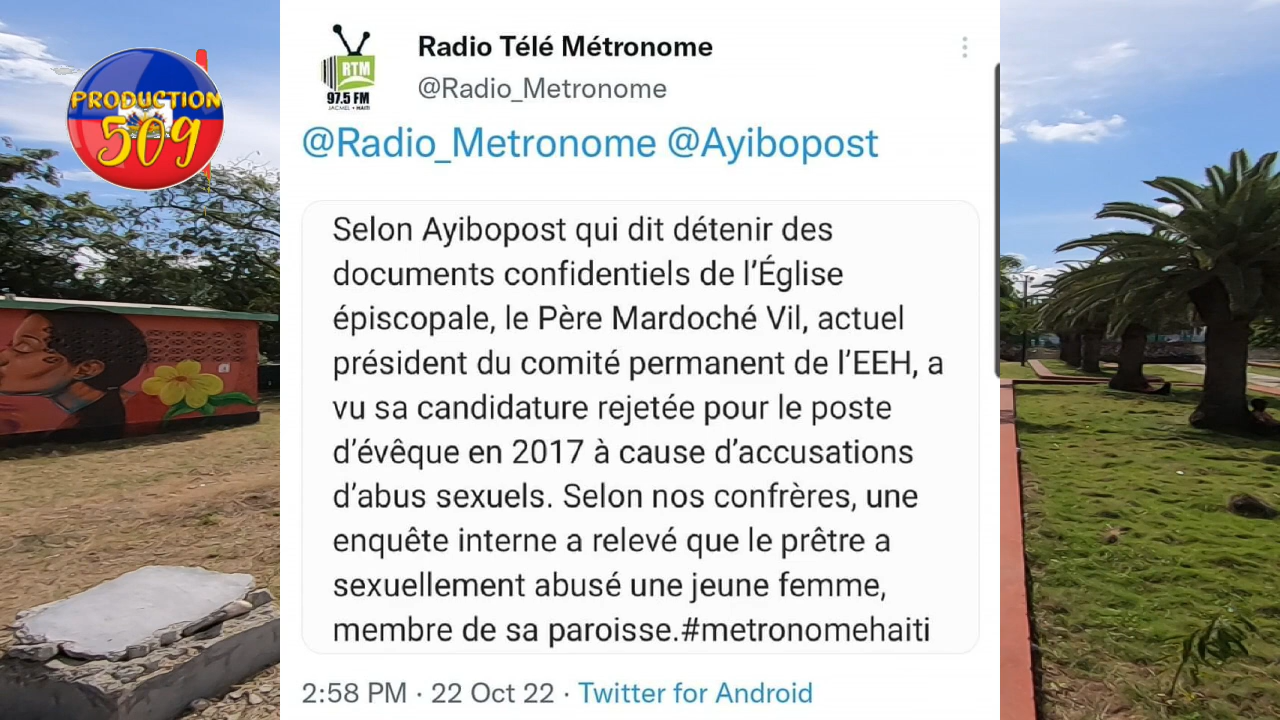 PRODUCTION
509
RTM
97.5 FM
JACMEL • HAITI
Radio Télé Métronome
@Radio_Metronome
@Radio_Metronome @Ayibopost
Selon Ayibopost qui dit détenir des
documents confidentiels de l’Église
épiscopale, le Père Mardoché Vil, actuel
président du comité permanent de l’EEH, a
vu sa candidature rejetée pour le poste
d’évêque en 2017 à cause d’accusations
d’abus sexuels. Selon nos confrères, une
enquête interne a relevé que le prêtre a
sexuellement abusé une jeune femme,
membre de sa paroisse.#metronomehaiti
2:58 PM · 22 Oct 22 · Twitter for Android